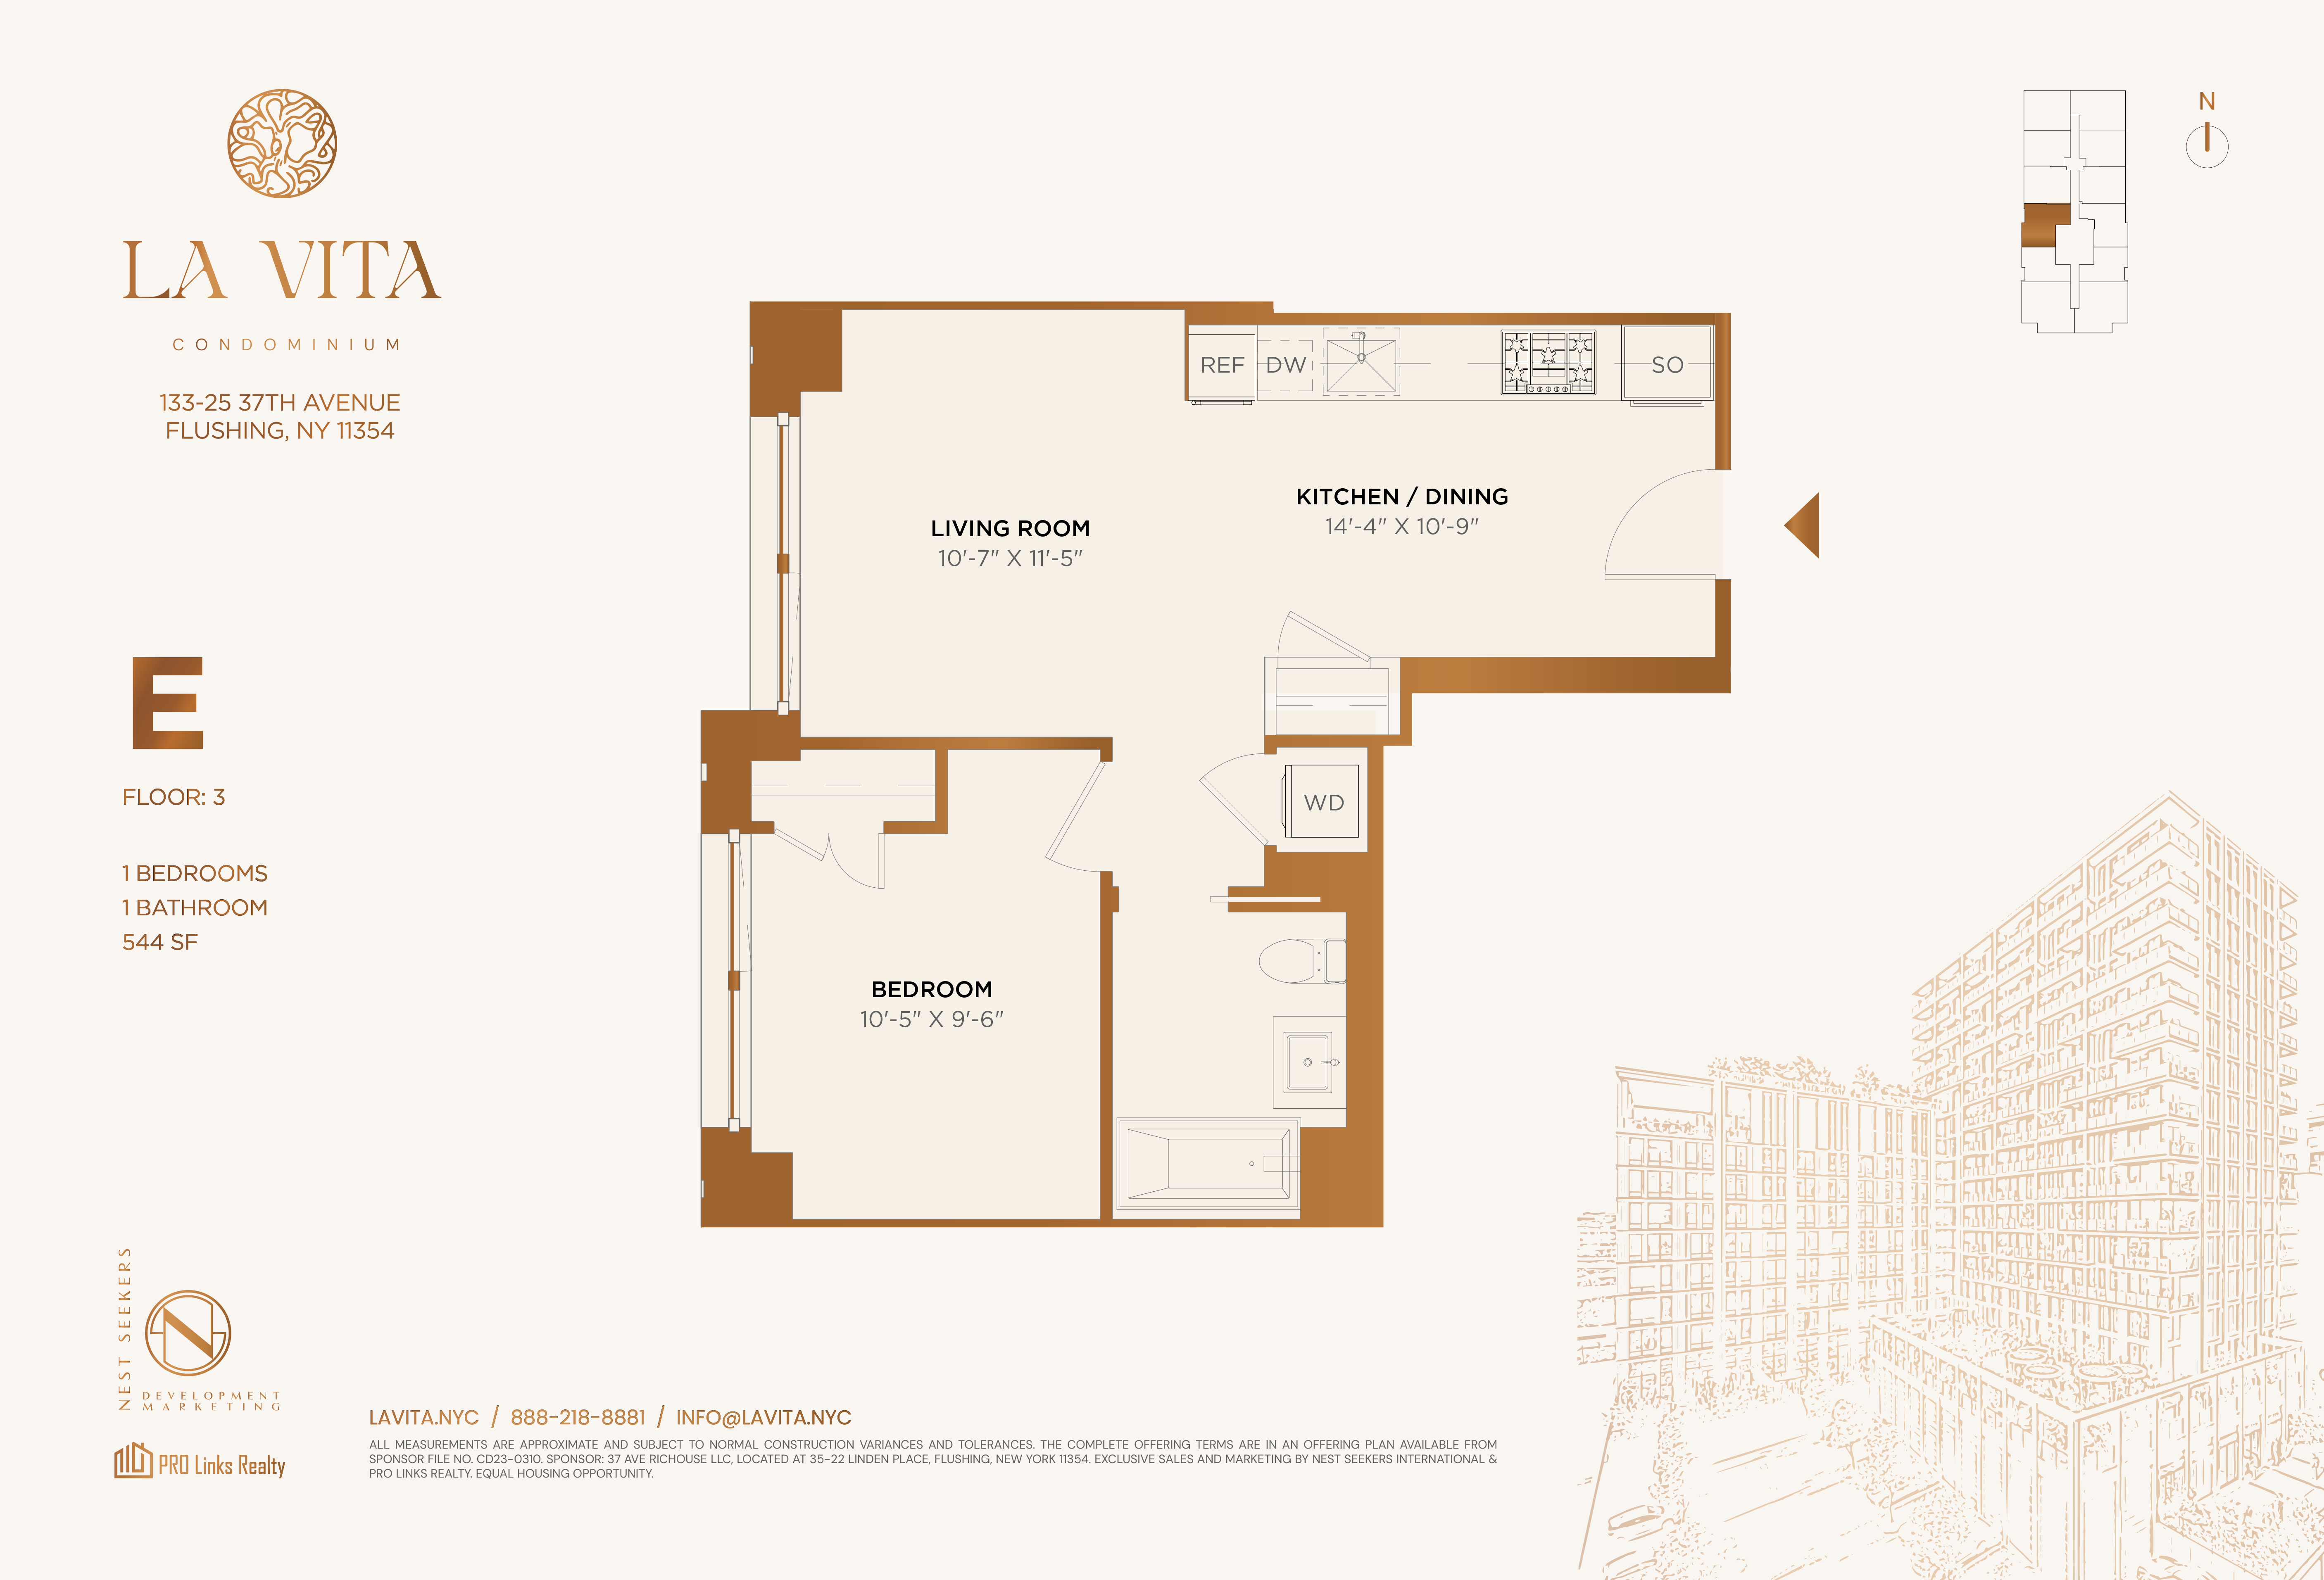 LA VITA
CONDOMINIUM
133-25 37TH AVENUE
FLUSHING, NY 11354
N
E
FLOOR: 3
1 BEDROOMS
1 BATHROOM
544 SF
REF
DW
SO
LIVING ROOM
10'-7" X 11'-5"
KITCHEN / DINING
14'-4" X 10'-9"
WD
BEDROOM
10'-5" X 9'-6"
NEST SEEKERS
N
DEVELOPMENT
MARKETING
PRO Links Realty
LAVITA.NYC / 888-218-8881 / INFO@LAVITA.NYC
ALL MEASUREMENTS ARE APPROXIMATE AND SUBJECT TO NORMAL CONSTRUCTION VARIANCES AND TOLERANCES. THE COMPLETE OFFERING TERMS ARE IN AN OFFERING PLAN AVAILABLE FROM
SPONSOR FILE NO. CD23-0310. SPONSOR: 37 AVE RICHOUSE LLC, LOCATED AT 35-22 LINDEN PLACE, FLUSHING, NEW YORK 11354. EXCLUSIVE SALES AND MARKETING BY NEST SEEKERS INTERNATIONAL &
PRO LINKS REALTY. EQUAL HOUSING OPPORTUNITY.